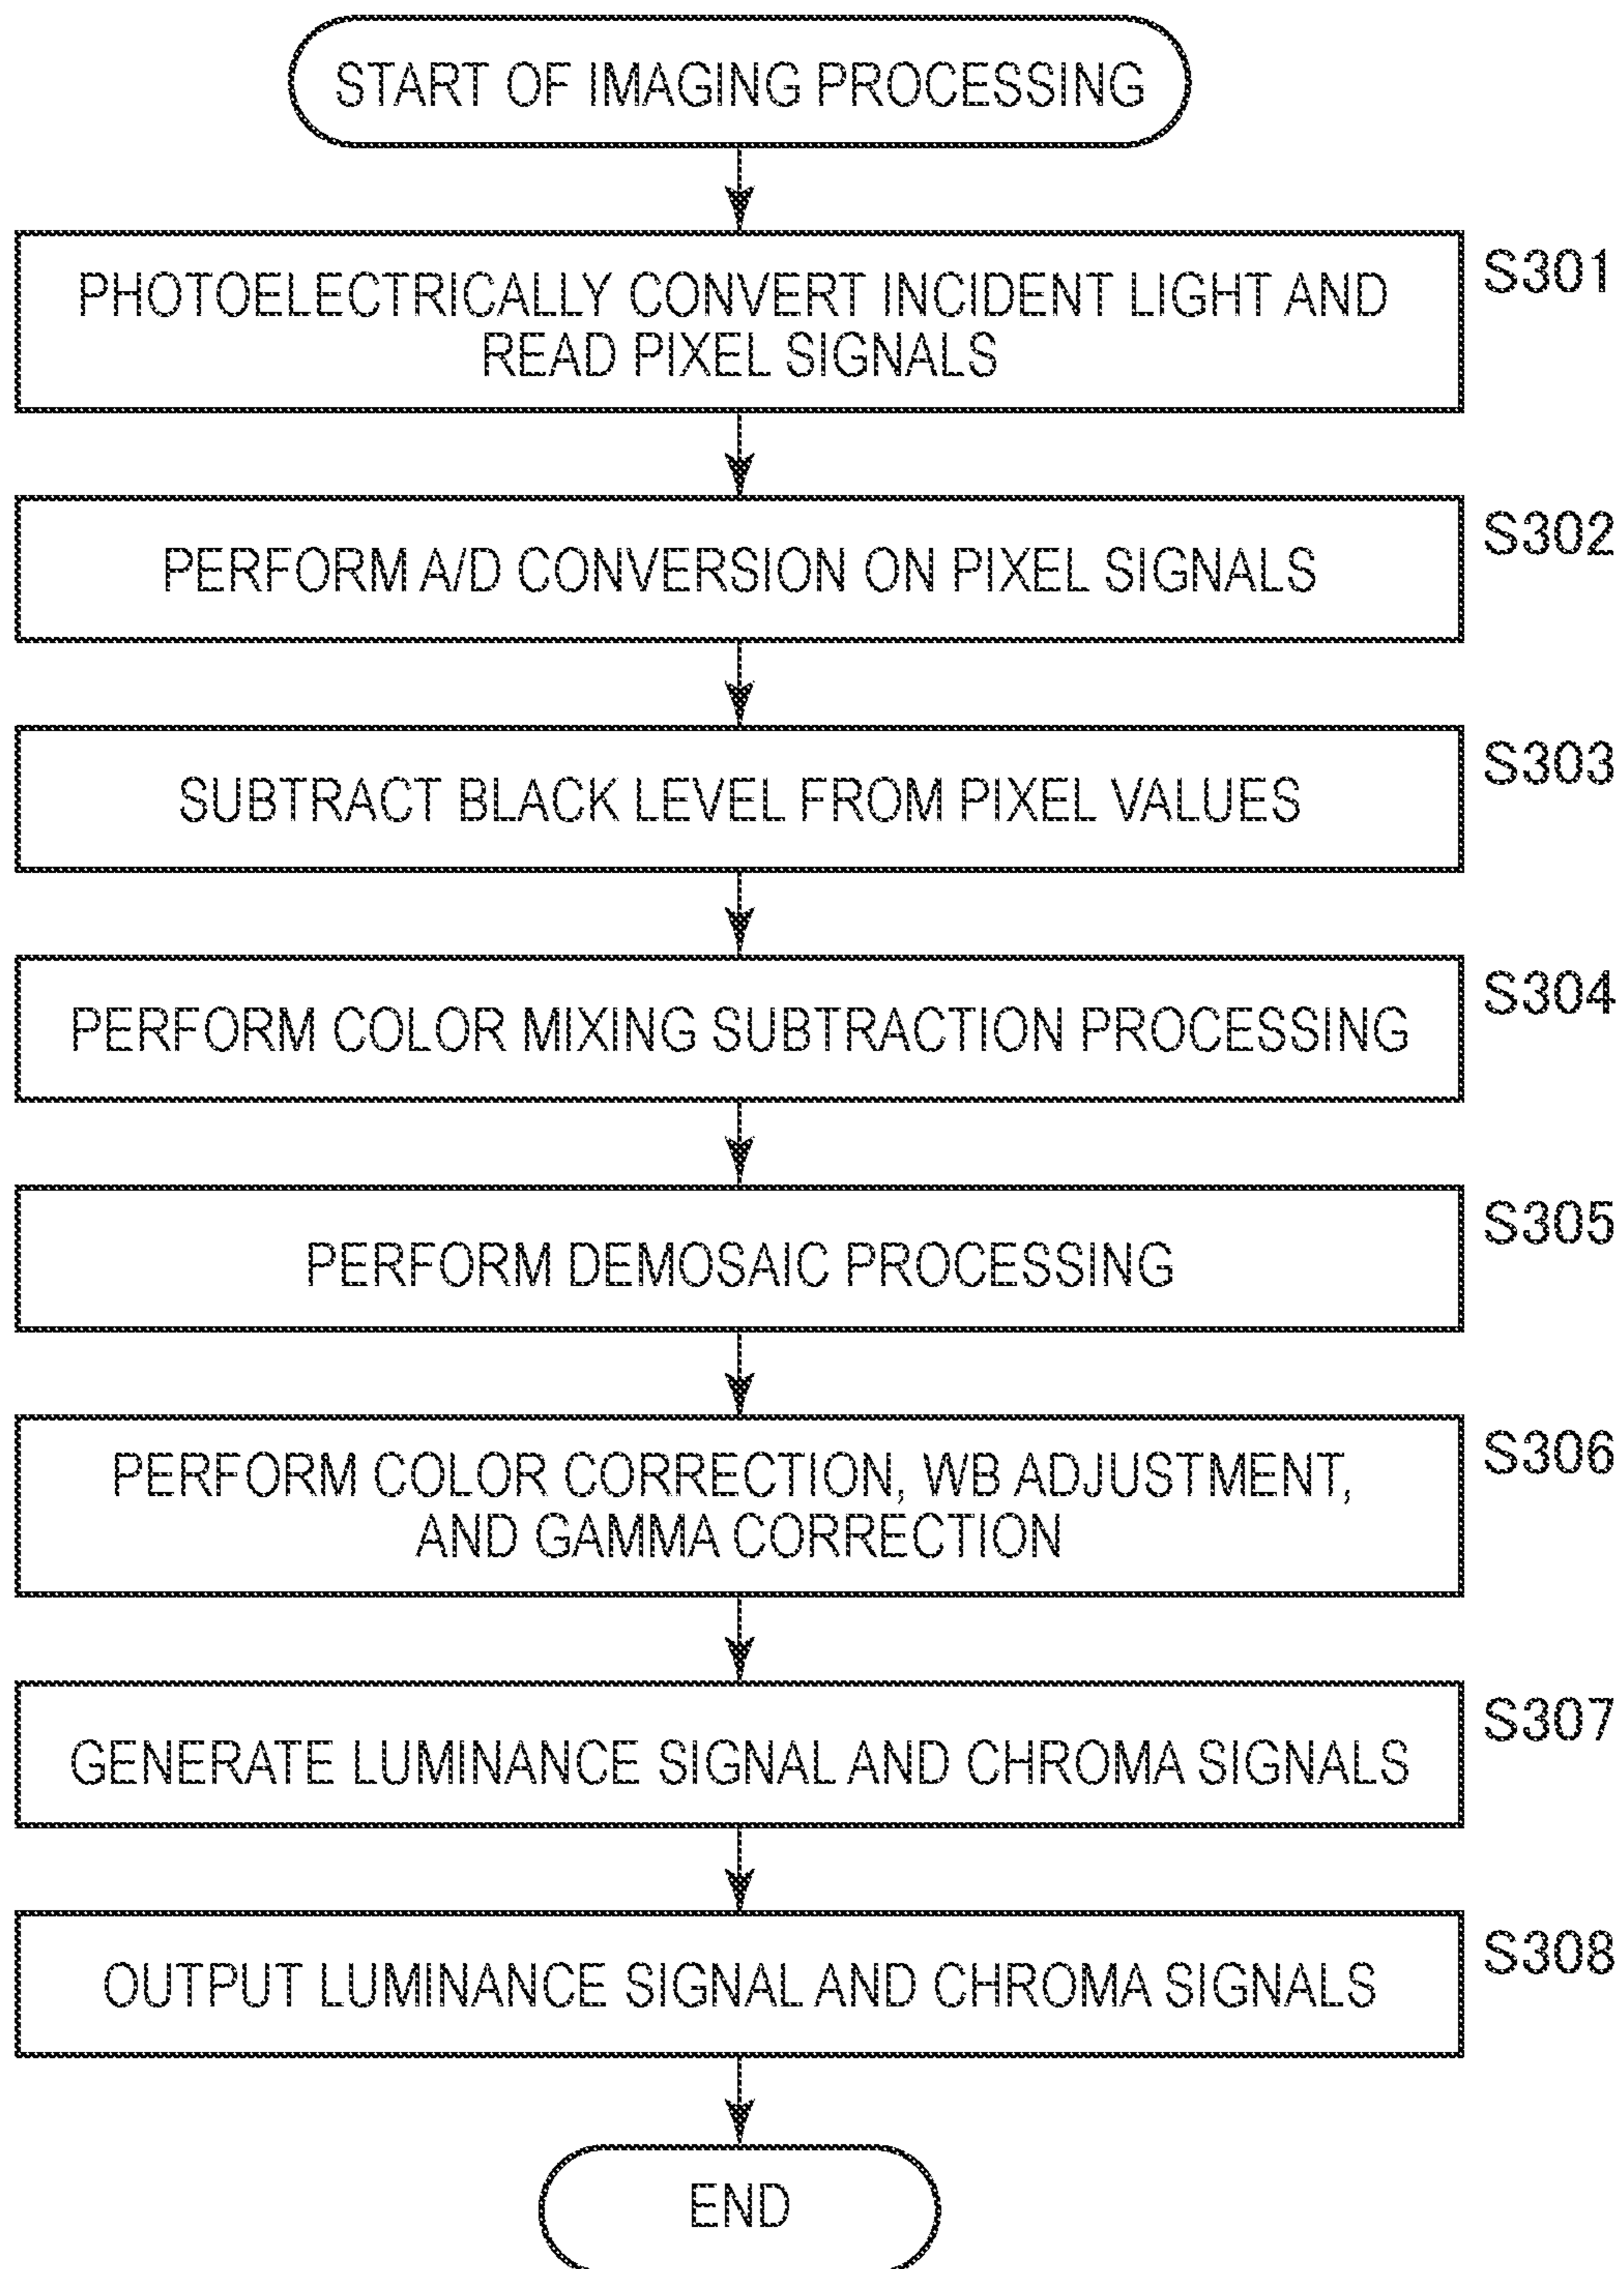 START OF IMAGING PROCESSING
PHOTOELECTRICALLY CONVERT INCIDENT LIGHT AND
READ PIXEL SIGNALS
S301
PERFORM A/D CONVERSION ON PIXEL SIGNALS
S302
SUBTRACT BLACK LEVEL FROM PIXEL VALUES
S303
PERFORM COLOR MIXING SUBTRACTION PROCESSING
S304
PERFORM DEMOSAIC PROCESSING
S305
PERFORM COLOR CORRECTION, WB ADJUSTMENT,
AND GAMMA CORRECTION
S306
GENERATE LUMINANCE SIGNAL AND CHROMA SIGNALS
S307
OUTPUT LUMINANCE SIGNAL AND CHROMA SIGNALS
S308
END